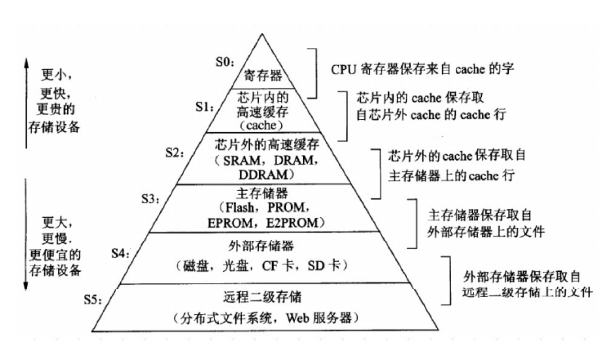 更小，
更快，
更贵的
存储设备
更大，
更慢．
更便宜的
存储设备
S0：
寄存器
S1：
芯片内的
高速缓存
（cache）
S2：
芯片外的高速缓存
（SRAM，DRAM，
DDRAM）
S3：
主存储器
（Flash，PROM，
EPROM，E2PROM）
S4：
外部存储器
（磁盘，光盘，CF 卡，SD 卡）
S5：
远程二级存储
（分布式文件系统，Web 服务器）
CPU 寄存器保存来自 cache 的字
芯片内的 cache 保存取
自芯片外 cache 的 cache 行
芯片外的 cache 保存取自
主存储器上的 cache 行
主存储器保存取自
外部存储器上的文件
外部存储器保存取自
远程二级存储上的文件